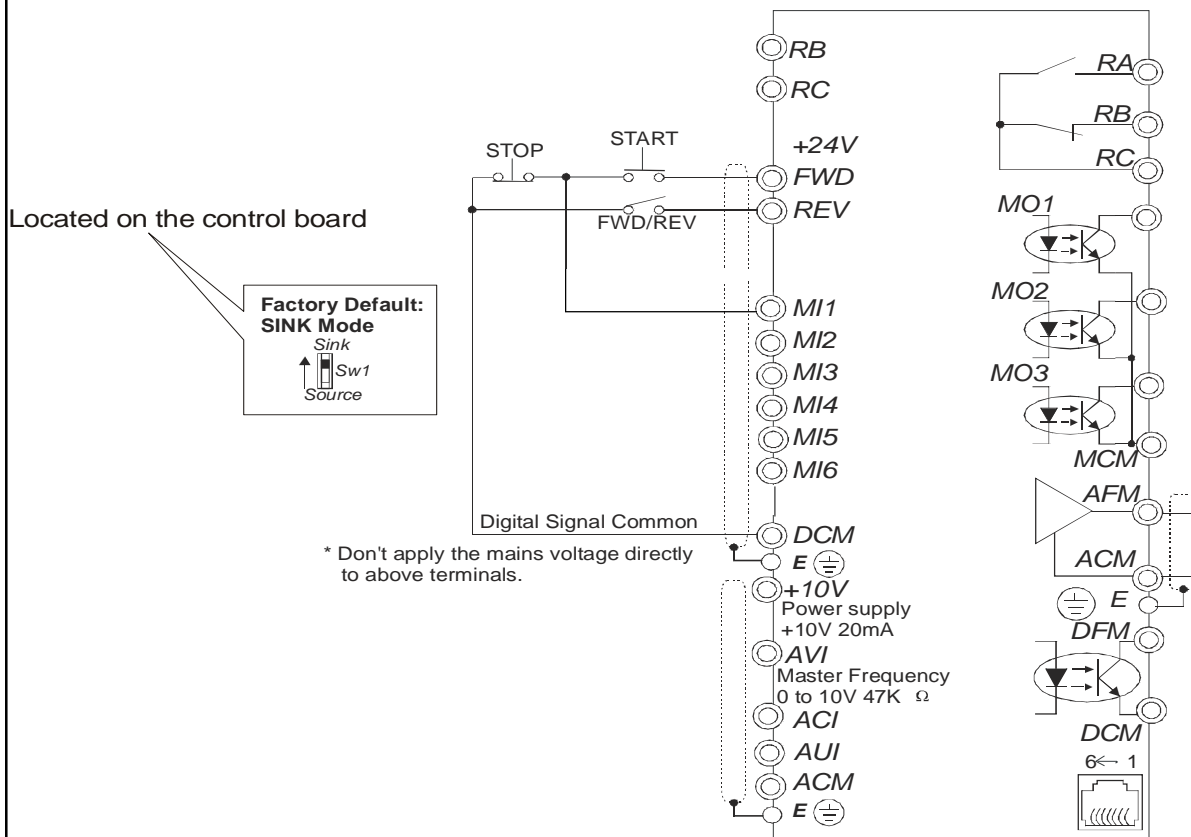 RB
RC
+24V
STOP
START
FWD
REV
FWD/REV
Located on the control board
Factory Default:
SINK Mode
Sink
Sw1
Source
MI1
MI2
MI3
MI4
MI5
MI6
Digital Signal Common
DCM
* Don't apply the mains voltage directly
to above terminals.
E
+10V
Power supply
+10V 20mA
AVI
Master Frequency
0 to 10V 47K Ω
ACI
AUI
ACM
E
RA
RB
RC
MO1
MO2
MO3
MCM
AFM
ACM
E
DFM
DCM
6← 1